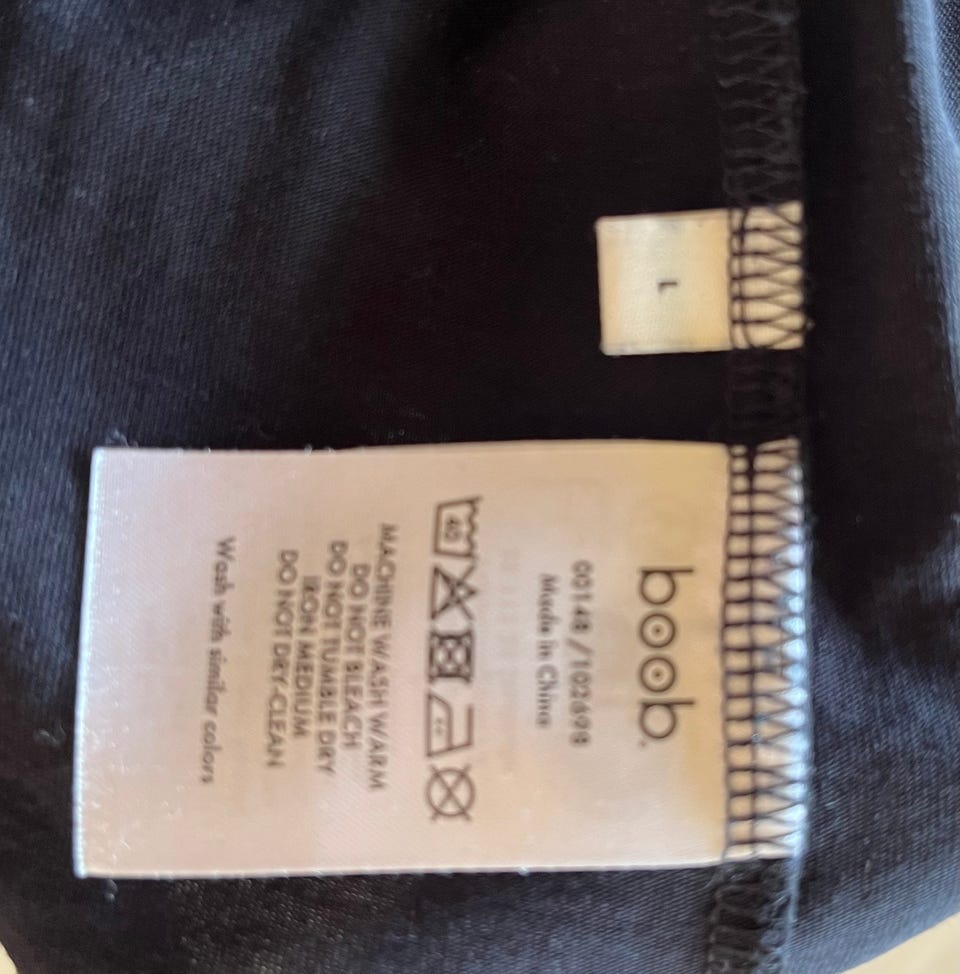 L
boob.
00148/102698
Made in China
40
MACHINE WASH WARM
DO NOT BLEACH
DO NOT TUMBLE DRY
IRON MEDIUM
DO NOT DRY-CLEAN
Wash with similar colors